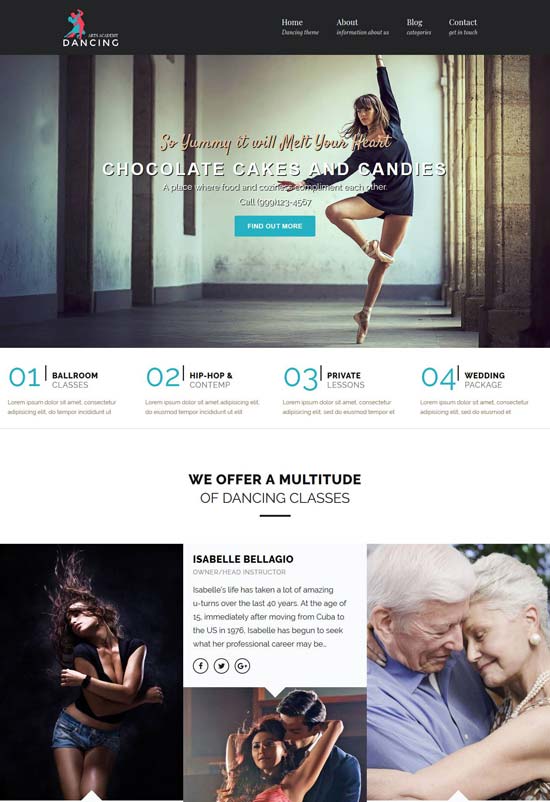 ARTS ACADEMY
DANCING
Home
Dancing theme
About
information about us
Blog
categories
Contact
get in touch
So Yummy it will Melt Your Heart
CHOCOLATE CAKES AND CANDIES
A place where food and coziness compliment each other.
Call (999)123-4567
FIND OUT MORE
01 BALLROOM
CLASSES
Lorem ipsum dolor sit amet, consectetur
adipisicing elit, do tempor incididunt ut
02 HIP-HOP &
CONTEMP
Lorem ipsum dolor sit amet.adipisicing elit,
do eiusmod tempor incididunt ut elit
03 PRIVATE
LESSONS
Lorem ipsum dolor sit amet, consectetur
adipisicing elit, sed do eiusmod tempor et
04 WEDDING
PACKAGE
Lorem ipsum dolor sit amet, consectetur
adipisicing elit, sed do eiusmod et
WE OFFER A MULTITUDE
OF DANCING CLASSES
ISABELLE BELLAGIO
OWNER/HEAD INSTRUCTOR
Isabelle's life has taken a lot of amazing
u-turns over the last 40 years. At the age of
15, immediately after moving from Cuba to
the US in 1976, Isabelle has begun to seek
what her professional career may be...